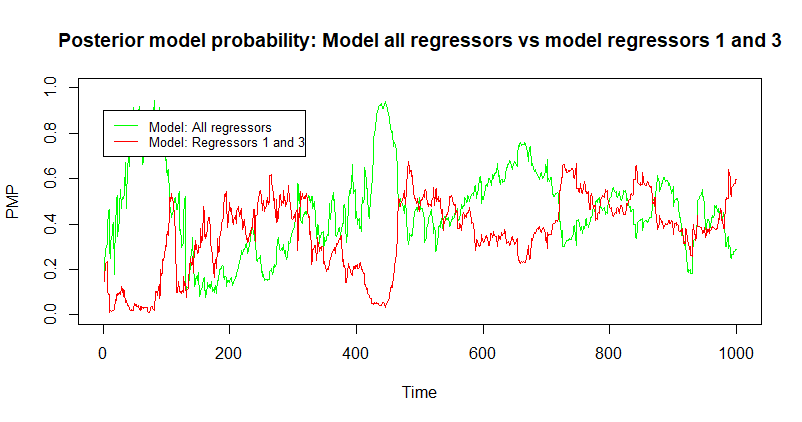 Posterior model probability: Model all regressors vs model regressors 1 and 3
Model: All regressors
Model: Regressors 1 and 3
PMP
1.0
0.8
0.6
0.4
0.2
0.0
0 200 400 600 800 1000
Time